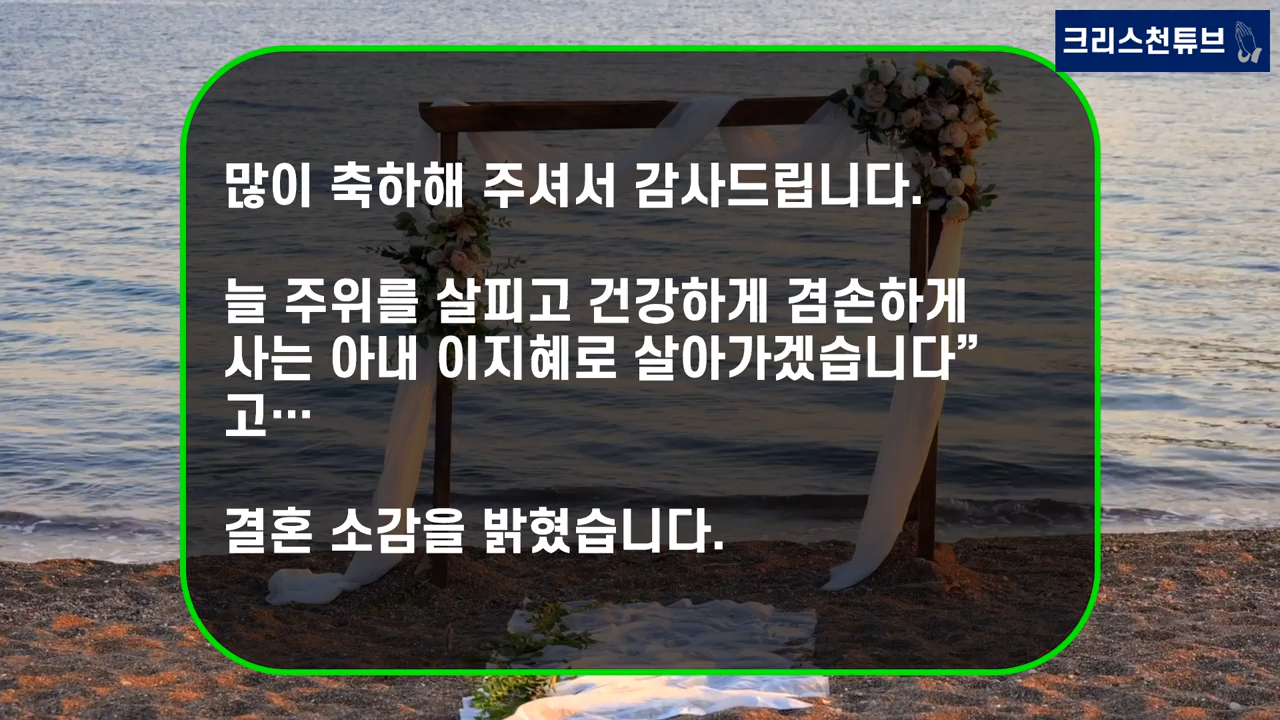 크리스천튜브
많이 축하해 주셔서 감사드립니다.
늘 주위를 살피고 건강하게 겸손하게
사는 아내 이지혜로 살아가겠습니다”
고…
결혼 소감을 밝혔습니다.